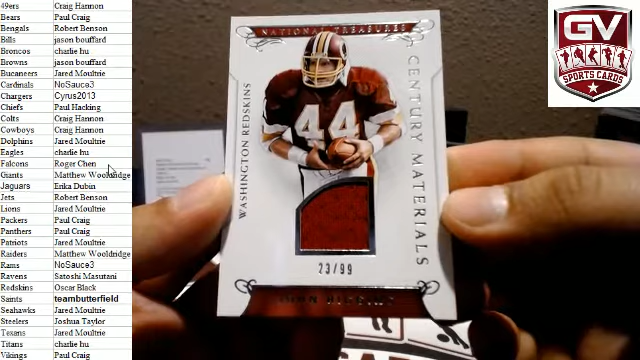 49ers Craig Hannon
Bears Paul Craig
Bengals Robert Benson
Bills jason bouffard
Broncos charlie hu
Browns jason bouffard
Bucaneers Jared Moultrie
Cardinals NoSauce3
Chargers Cyrus2013
Chiefs Paul Hacking
Colts Craig Hannon
Cowboys Craig Hannon
Dolphins Jared Moultrie
Eagles charlie hu
Falcons Roger Chen
Giants Matthew Wooldridge
Jaguars Erika Dubin
Jets Robert Benson
Lions Jared Moultrie
Packers Paul Craig
Panthers Paul Craig
Patriots Jared Moultrie
Raiders Matthew Wooldridge
Rams NoSauce3
Ravens Satoshi Masutani
Redskins Oscar Black
Saints teambutterfield
Seahawks Jared Moultrie
Steelers Joshua Taylor
Texans Jared Moultrie
Titans charlie hu
Vikings Paul Craig
NATIONAL TREASURES
WASHINGTON REDSKINS
CENTURY MATERIALS
44
23/99
JOHN RIGGINS
GV
SPORTS CARDS